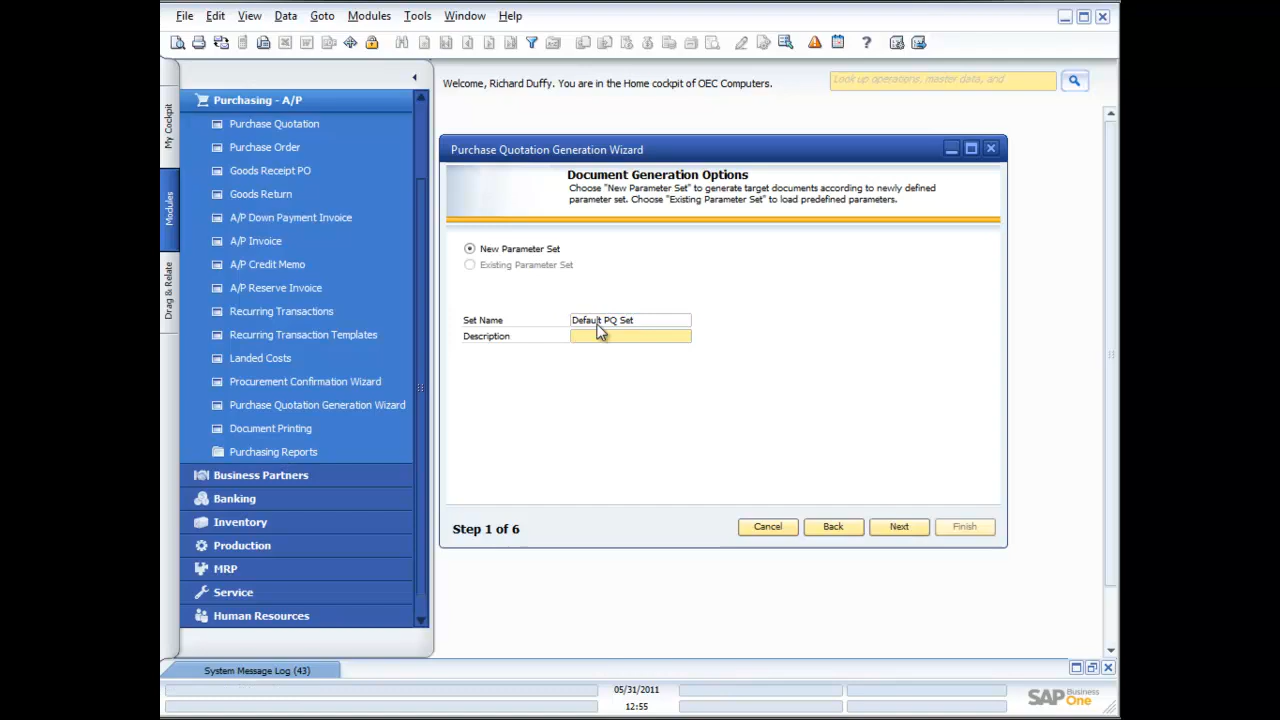 File Edit View Data Goto Modules Tools Window Help
My Cockpit
Modules
Drag & Relate
Purchasing - A/P
Purchase Quotation
Purchase Order
Goods Receipt PO
Goods Return
A/P Down Payment Invoice
A/P Invoice
A/P Credit Memo
A/P Reserve Invoice
Recurring Transactions
Recurring Transaction Templates
Landed Costs
Procurement Confirmation Wizard
Purchase Quotation Generation Wizard
Document Printing
Purchasing Reports
Business Partners
Banking
Inventory
Production
MRP
Service
Human Resources
Welcome, Richard Duffy. You are in the Home cockpit of OEC Computers.
Look up operations, master data, and
Purchase Quotation Generation Wizard
Document Generation Options
Choose "New Parameter Set" to generate target documents according to newly defined
parameter set. Choose "Existing Parameter Set" to load predefined parameters.
New Parameter Set
Existing Parameter Set
Set Name Default PQ Set
Description
Step 1 of 6 Cancel Back Next Finish
System Message Log (43)
05/31/2011
12:55
SAP Business One